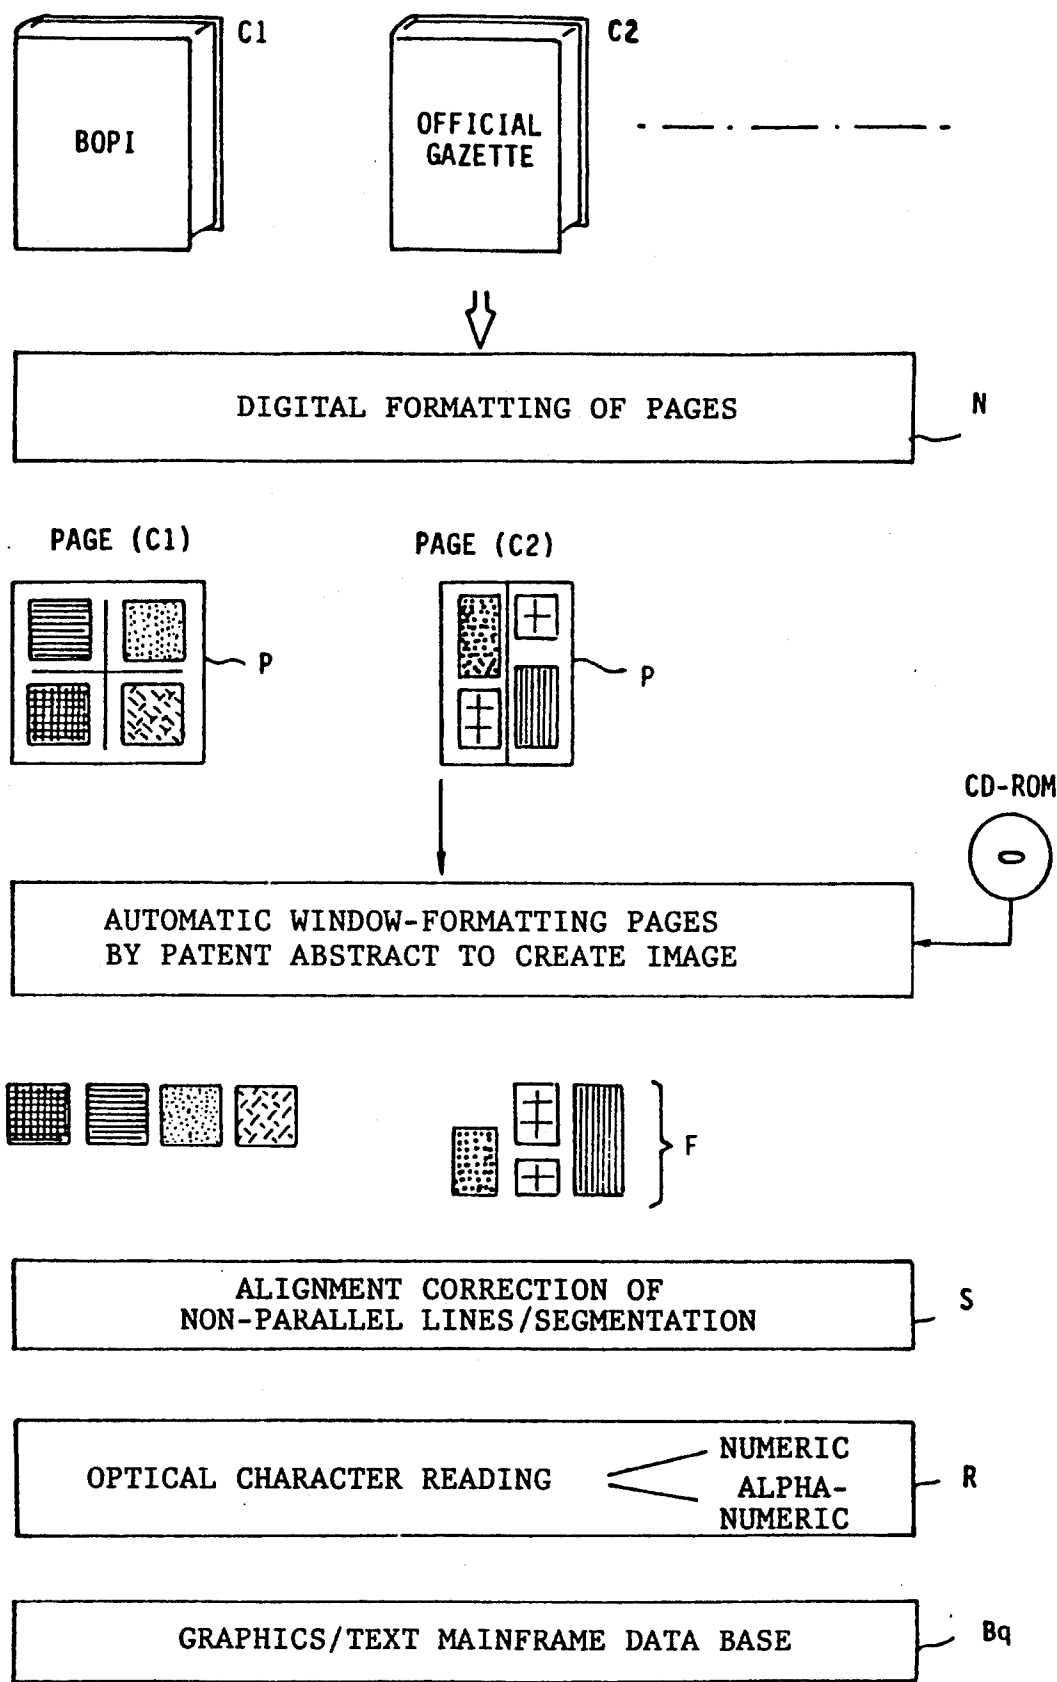 C1
C2
BOPI
OFFICIAL
GAZETTE
DIGITAL FORMATTING OF PAGES
N
PAGE (C1)
PAGE (C2)
P
P
CD-ROM
AUTOMATIC WINDOW-FORMATTING PAGES
BY PATENT ABSTRACT TO CREATE IMAGE
F
ALIGNMENT CORRECTION OF
NON-PARALLEL LINES/SEGMENTATION
S
OPTICAL CHARACTER READING
NUMERIC
ALPHA-
NUMERIC
R
GRAPHICS/TEXT MAINFRAME DATA BASE
Bq